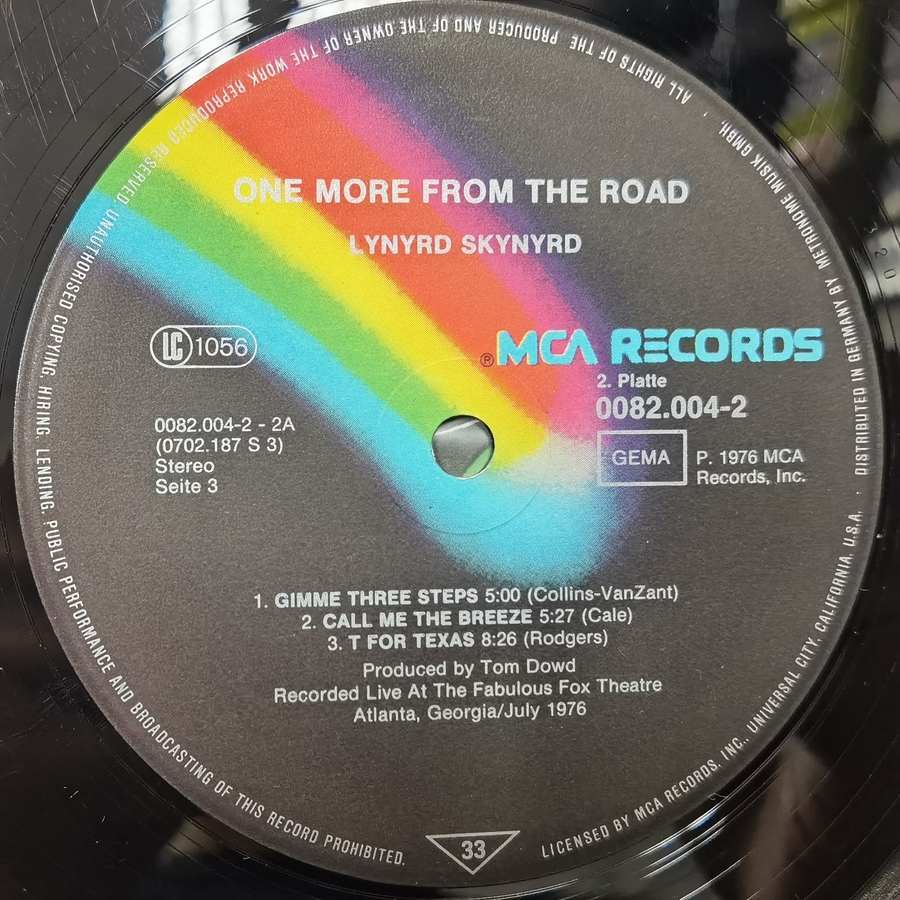 ALL RIGHTS OF THE PRODUCER AND OF THE OWNER OF THE WORK REPRODUCED RESERVED. UNAUTHORISED COPYING, HIRING, LENDING, PUBLIC PERFORMANCE AND BROADCASTING OF THIS RECORD PROHIBITED.
ONE MORE FROM THE ROAD
LYNYRD SKYNYRD
LC 1056
® MCA RECORDS
2. Platte
0082.004-2
GEMA
P. 1976 MCA
Records, Inc.
0082.004-2 - 2A
(0702.187 S 3)
Stereo
Seite 3
1. GIMME THREE STEPS 5:00 (Collins-VanZant)
2. CALL ME THE BREEZE 5:27 (Cale)
3. T FOR TEXAS 8:26 (Rodgers)
Produced by Tom Dowd
Recorded Live At The Fabulous Fox Theatre
Atlanta, Georgia/July 1976
33
LICENSED BY MCA RECORDS, INC., UNIVERSAL CITY, CALIFORNIA, U.S.A. · DISTRIBUTED IN GERMANY BY METRONOME MUSIK GMBH.
320